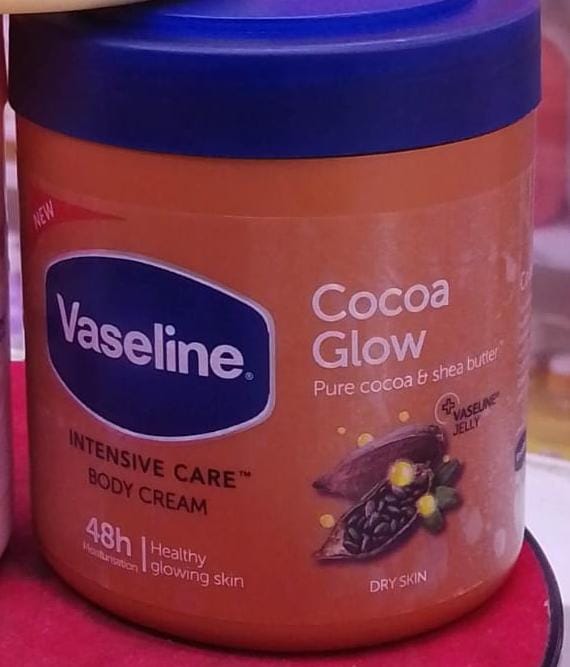 NEW
Vaseline®
INTENSIVE CARE™
BODY CREAM
48h
Moisturisation
Healthy
glowing skin
Cocoa
Glow
Pure cocoa & shea butter
VASELINE®
JELLY
DRY SKIN